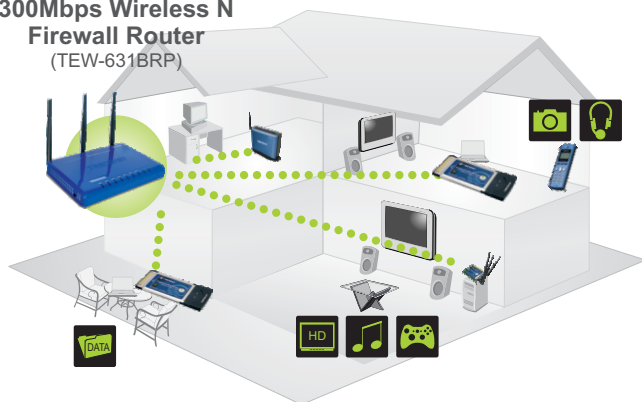 300Mbps Wireless N
Firewall Router
(TEW-631BRP)
HD
DATA